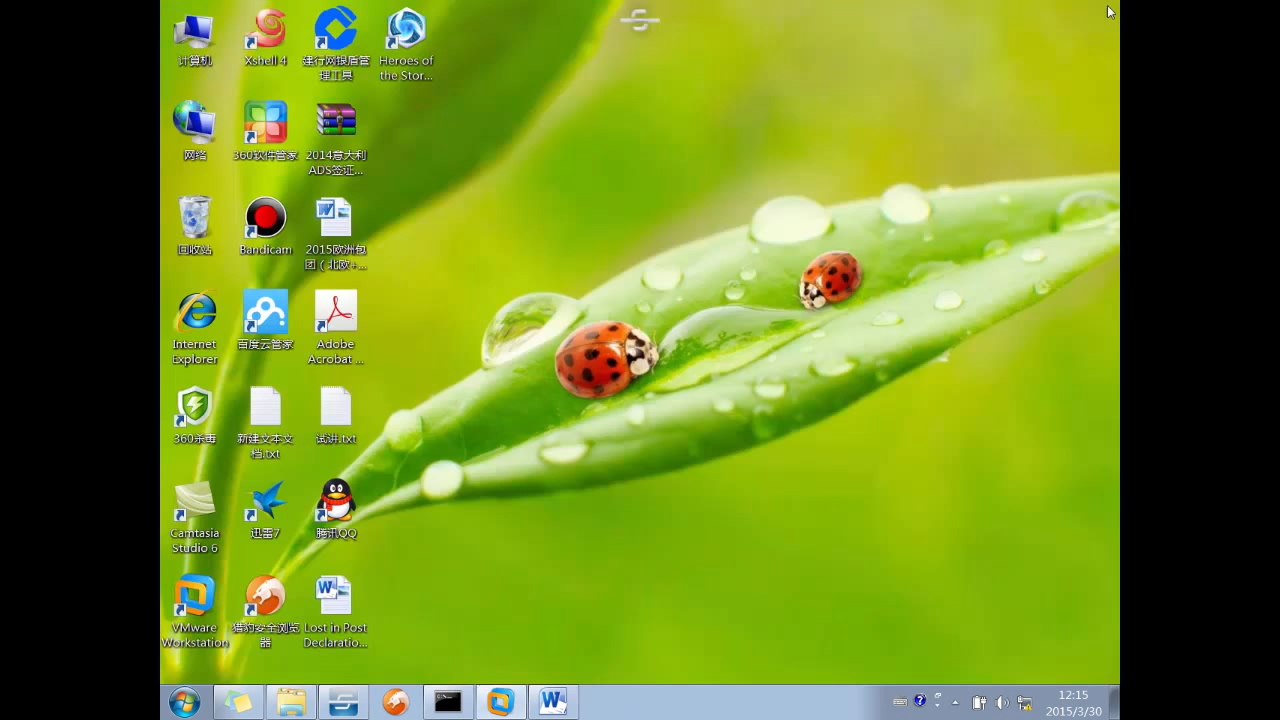 计算机
Xshell 4
建行网银盾管
理工具
Heroes of
the Stor...
网络
360软件管家
2014意大利
ADS签证...
回收站
Bandicam
2015欧洲包
团（北欧+...
Internet
Explorer
百度云管家
Adobe
Acrobat ...
360杀毒
新建文本文
档.txt
试讲.txt
Camtasia
Studio 6
迅雷7
腾讯QQ
VMware
Workstation
猎豹安全浏览
器
Lost in Post
Declaratio...
12:15
2015/3/30